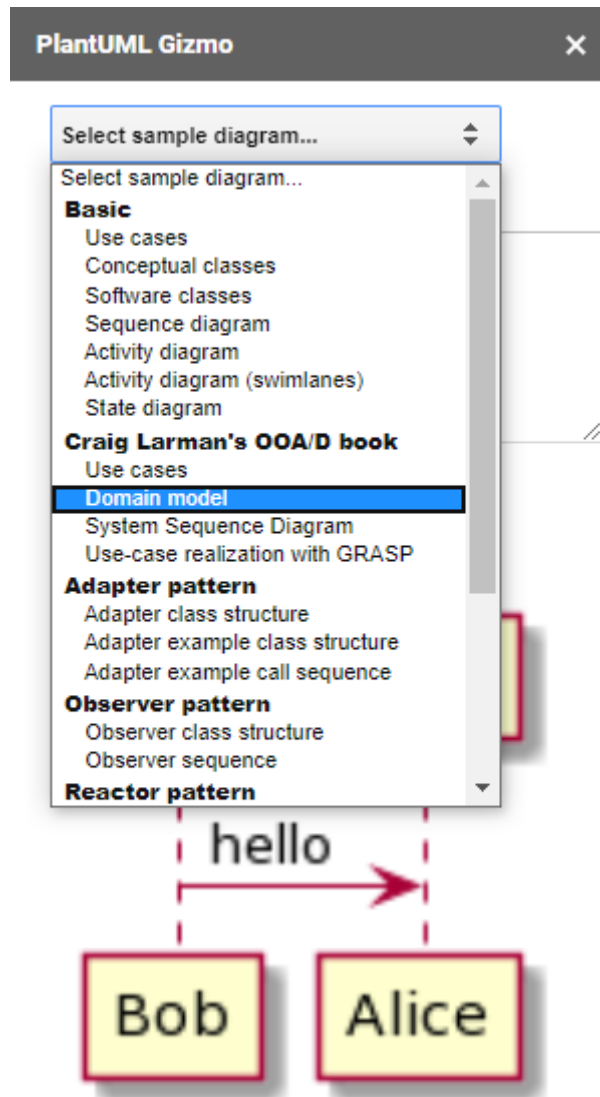 PlantUML Gizmo
Select sample diagram...
Select sample diagram...
Basic
Use cases
Conceptual classes
Software classes
Sequence diagram
Activity diagram
Activity diagram (swimlanes)
State diagram
Craig Larman's OOA/D book
Use cases
Domain model
System Sequence Diagram
Use-case realization with GRASP
Adapter pattern
Adapter class structure
Adapter example class structure
Adapter example call sequence
Observer pattern
Observer class structure
Observer sequence
Reactor pattern
hello
Bob Alice